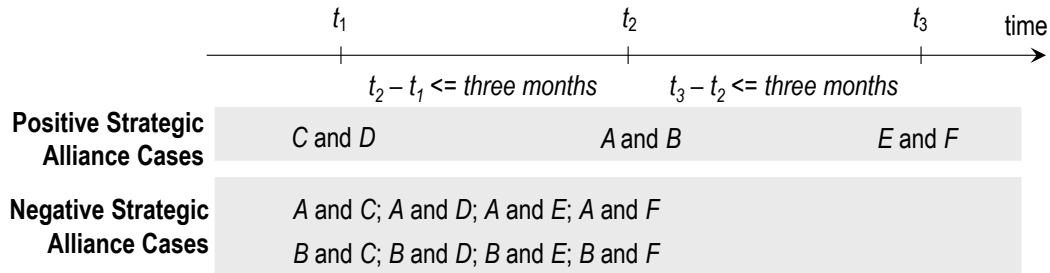 t1 t2 t3 time
t2 – t1 <= three months t3 – t2 <= three months
Positive Strategic
Alliance Cases
C and D A and B E and F
Negative Strategic
Alliance Cases
A and C; A and D; A and E; A and F
B and C; B and D; B and E; B and F